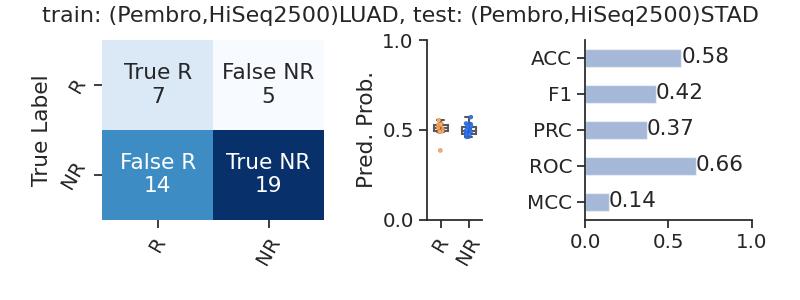 train: (Pembro,HiSeq2500)LUAD, test: (Pembro,HiSeq2500)STAD
True Label
R
NR
True R
7
False NR
5
False R
14
True NR
19
R
NR
Pred. Prob.
1.0
0.5
0.0
R
NR
ACC
0.58
F1
0.42
PRC
0.37
ROC
0.66
MCC
0.14
0.0
0.5
1.0